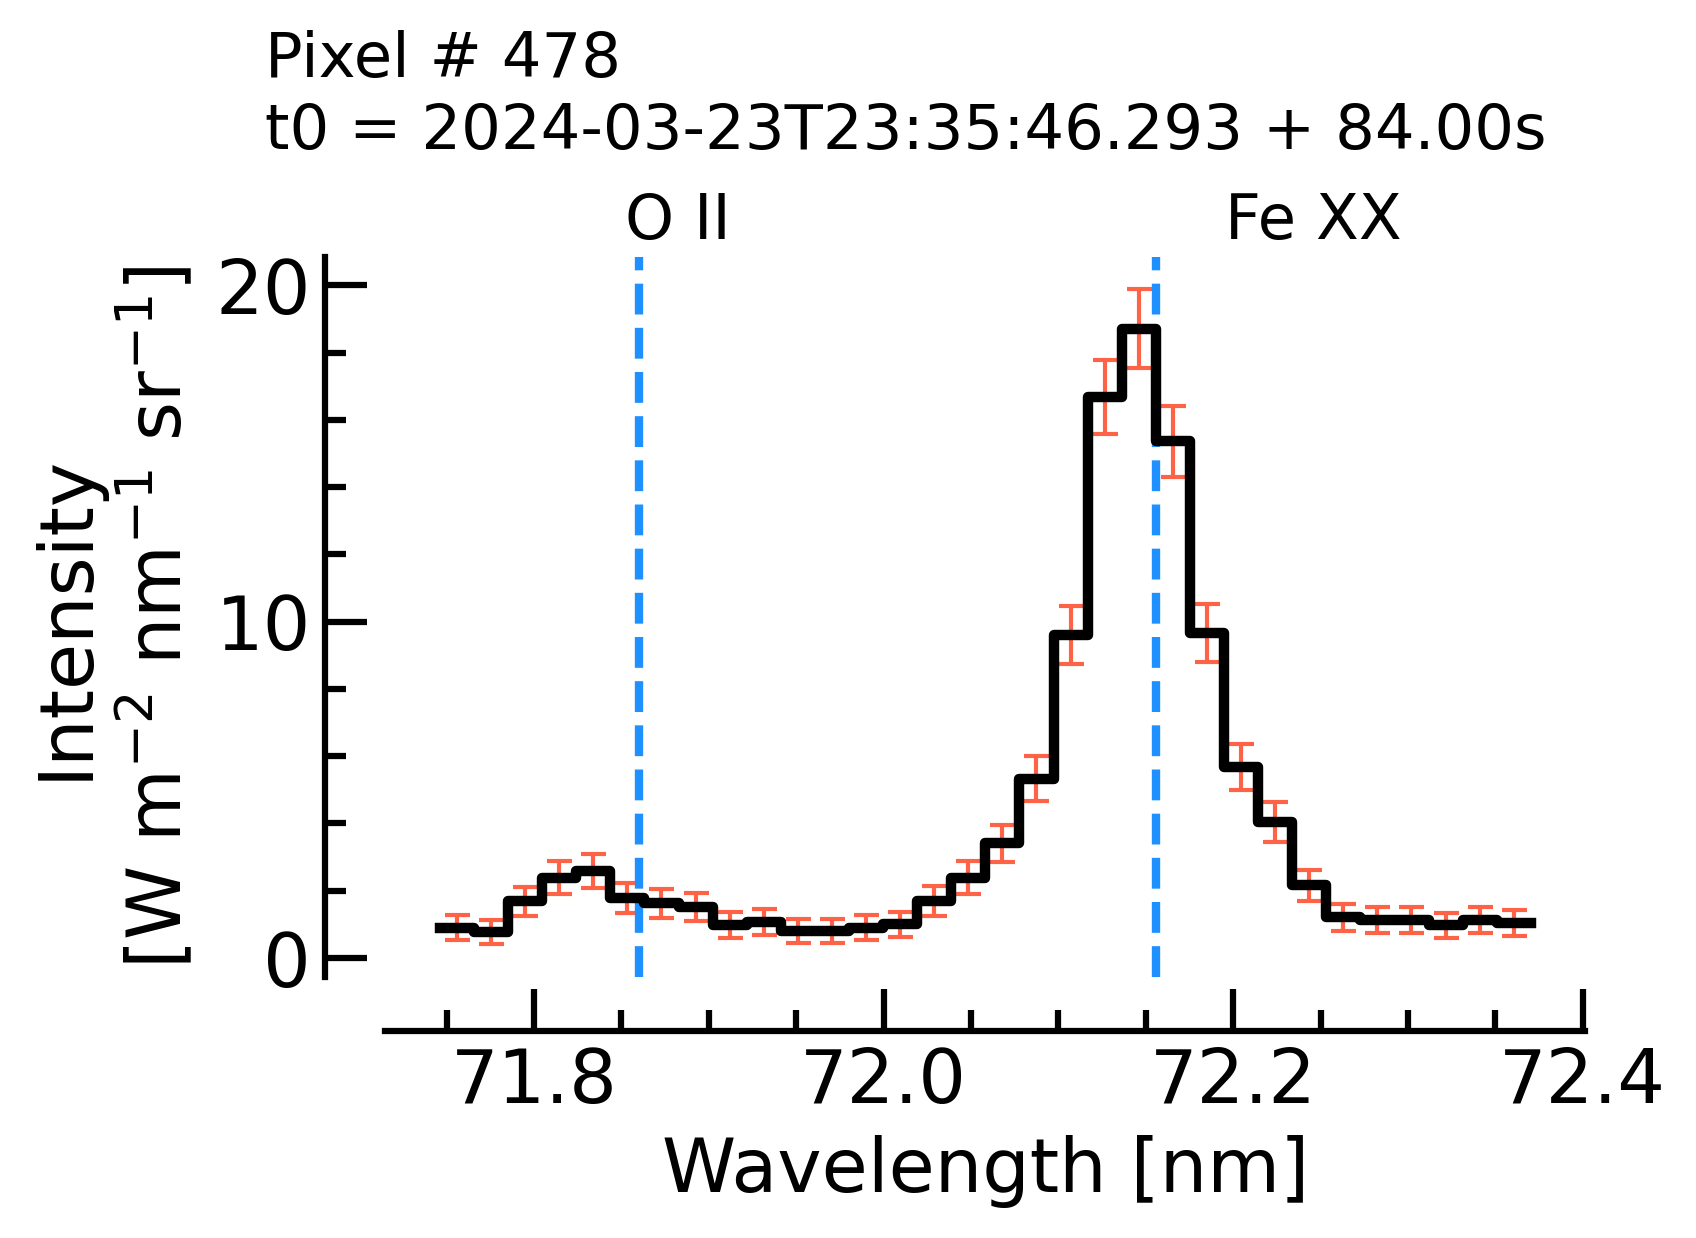 Pixel # 478
t0 = 2024-03-23T23:35:46.293 + 84.00s
O II
Fe XX
Intensity
[W m⁻² nm⁻¹ sr⁻¹]
20
10
0
71.8 72.0 72.2 72.4
Wavelength [nm]